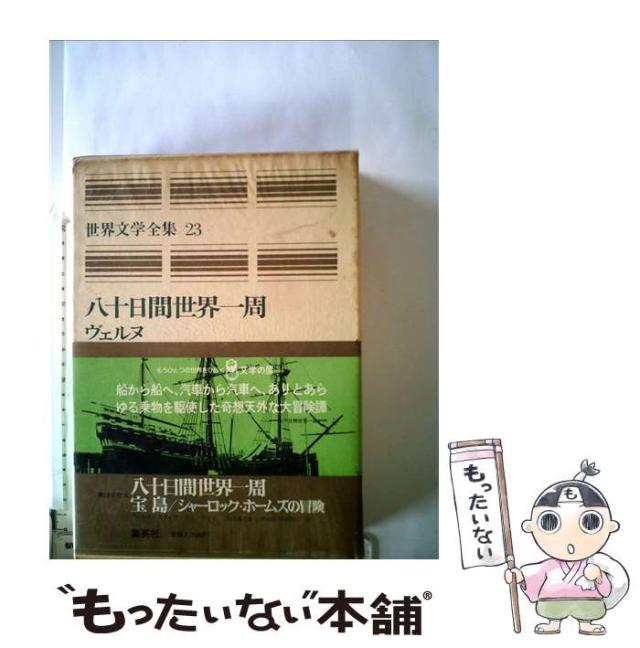 世界文学全集 23
八十日間世界一周
ヴェルヌ
船から船へ、汽車から汽車へ、ありとあら
ゆる乗物を駆使した奇想天外な大冒険譚
八十日間世界一周
宝島/シャーロック・ホームズの冒険
集英社
も
もったいない
"もったいない"本舗®